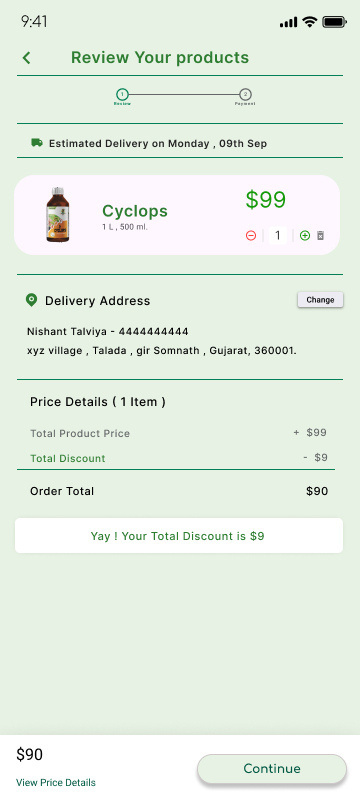 9:41
Review Your products
1 2
Review Payment
Estimated Delivery on Monday , 09th Sep
$99
Cyclops
1 L , 500 ml.
1
Delivery Address
Change
Nishant Talviya - 4444444444
xyz village , Talada , gir Somnath , Gujarat, 360001.
Price Details ( 1 Item )
Total Product Price + $99
Total Discount - $9
Order Total $90
Yay ! Your Total Discount is $9
$90
View Price Details
Continue